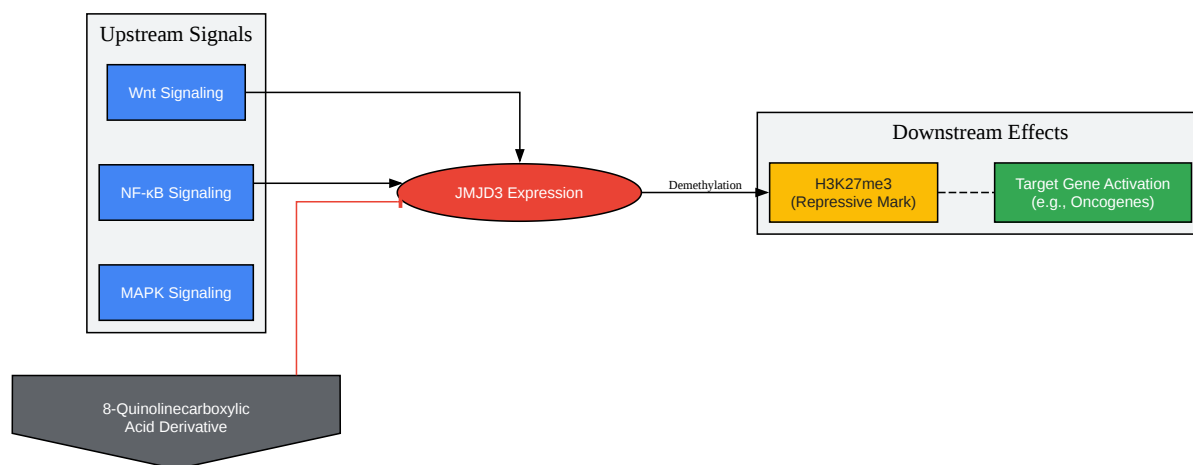 Upstream Signals
Wnt Signaling
NF-κB Signaling
MAPK Signaling
8-Quinolinecarboxylic
Acid Derivative
JMJD3 Expression
Demethylation
Downstream Effects
H3K27me3
(Repressive Mark)
Target Gene Activation
(e.g., Oncogenes)